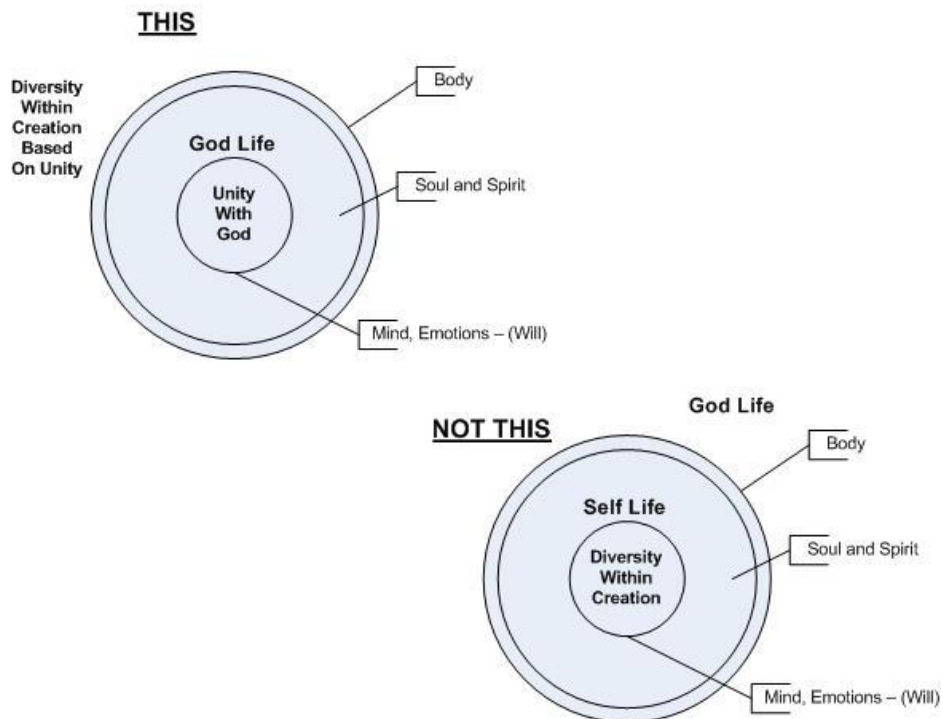 THIS
Diversity
Within
Creation
Based
On Unity
Body
God Life
Soul and Spirit
Unity
With
God
Mind, Emotions – (Will)
God Life
NOT THIS
Body
Self Life
Soul and Spirit
Diversity
Within
Creation
Mind, Emotions – (Will)